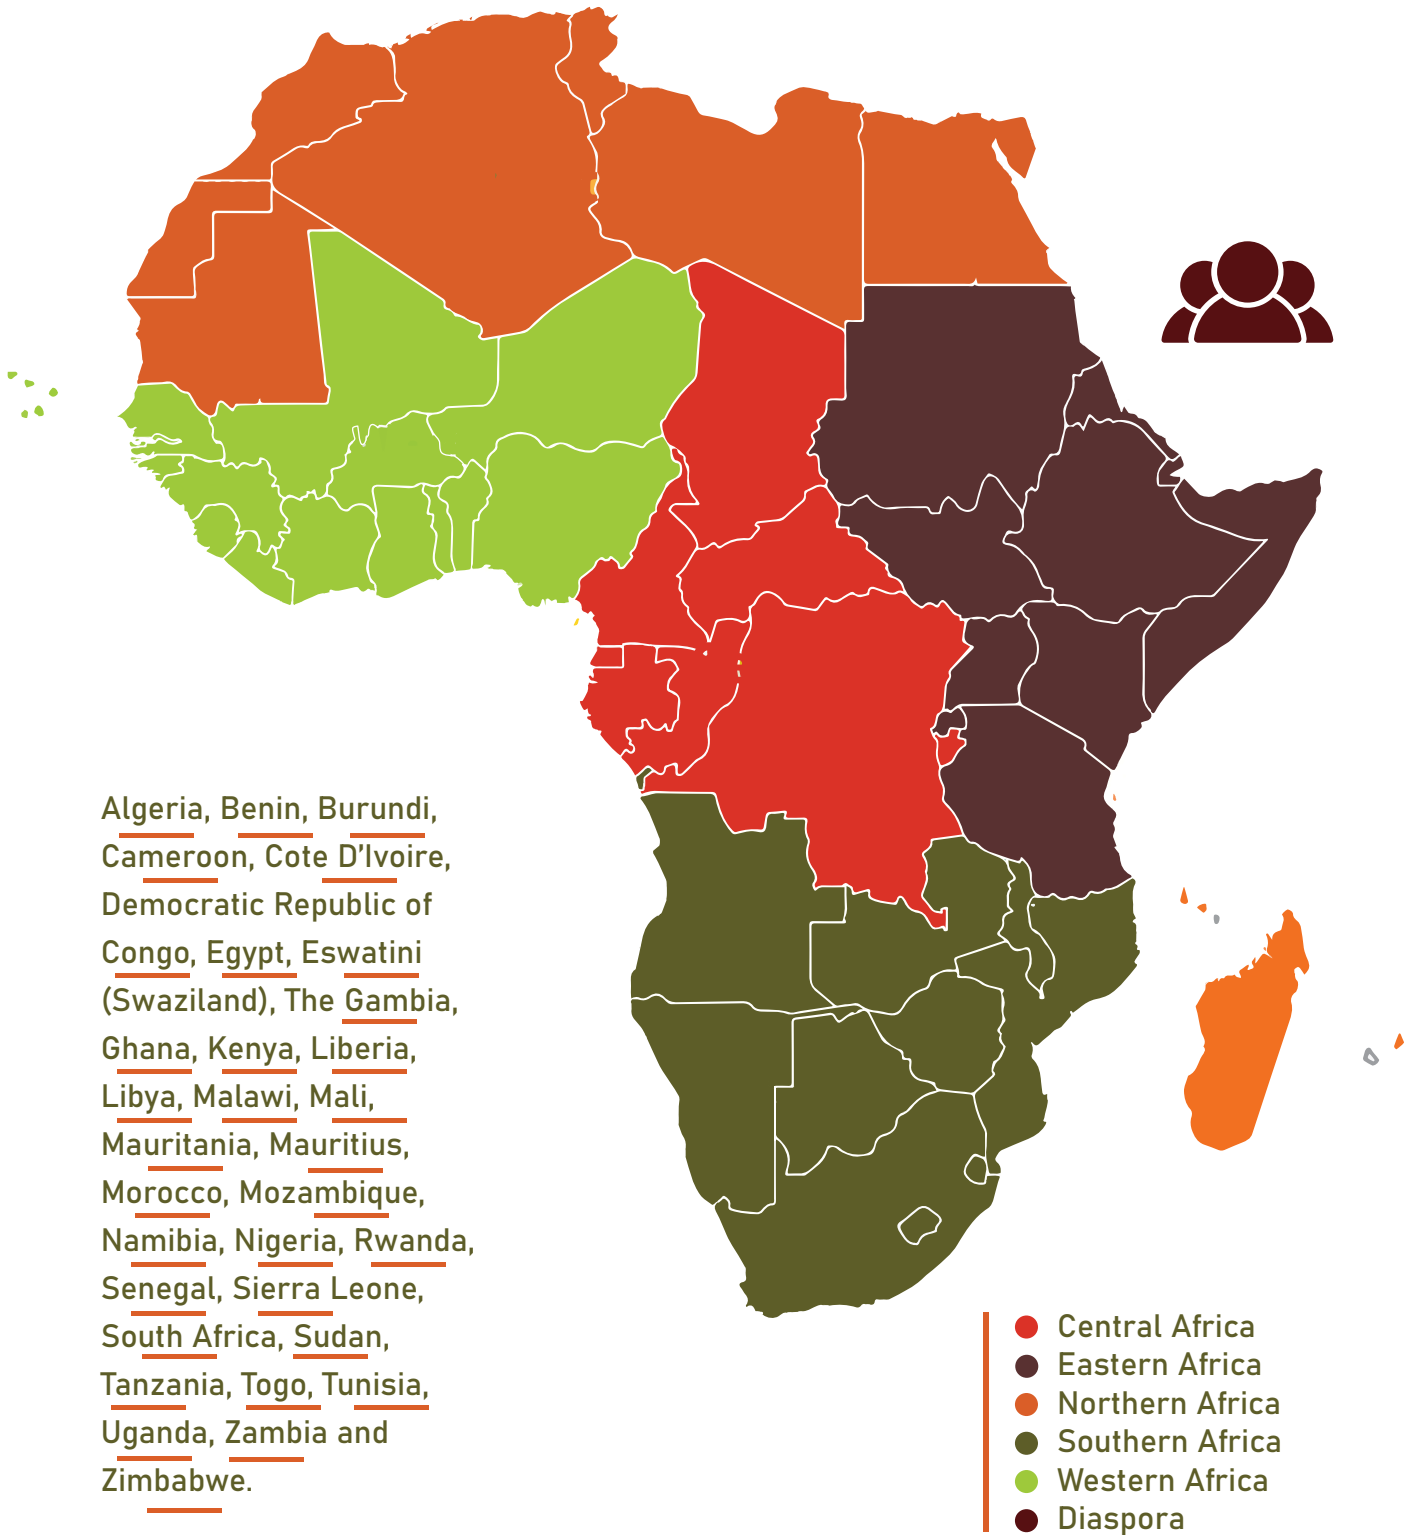 Algeria, Benin, Burundi,
Cameroon, Cote D'Ivoire,
Democratic Republic of
Congo, Egypt, Eswatini
(Swaziland), The Gambia,
Ghana, Kenya, Liberia,
Libya, Malawi, Mali,
Mauritania, Mauritius,
Morocco, Mozambique,
Namibia, Nigeria, Rwanda,
Senegal, Sierra Leone,
South Africa, Sudan,
Tanzania, Togo, Tunisia,
Uganda, Zambia and
Zimbabwe.
Central Africa
Eastern Africa
Northern Africa
Southern Africa
Western Africa
Diaspora